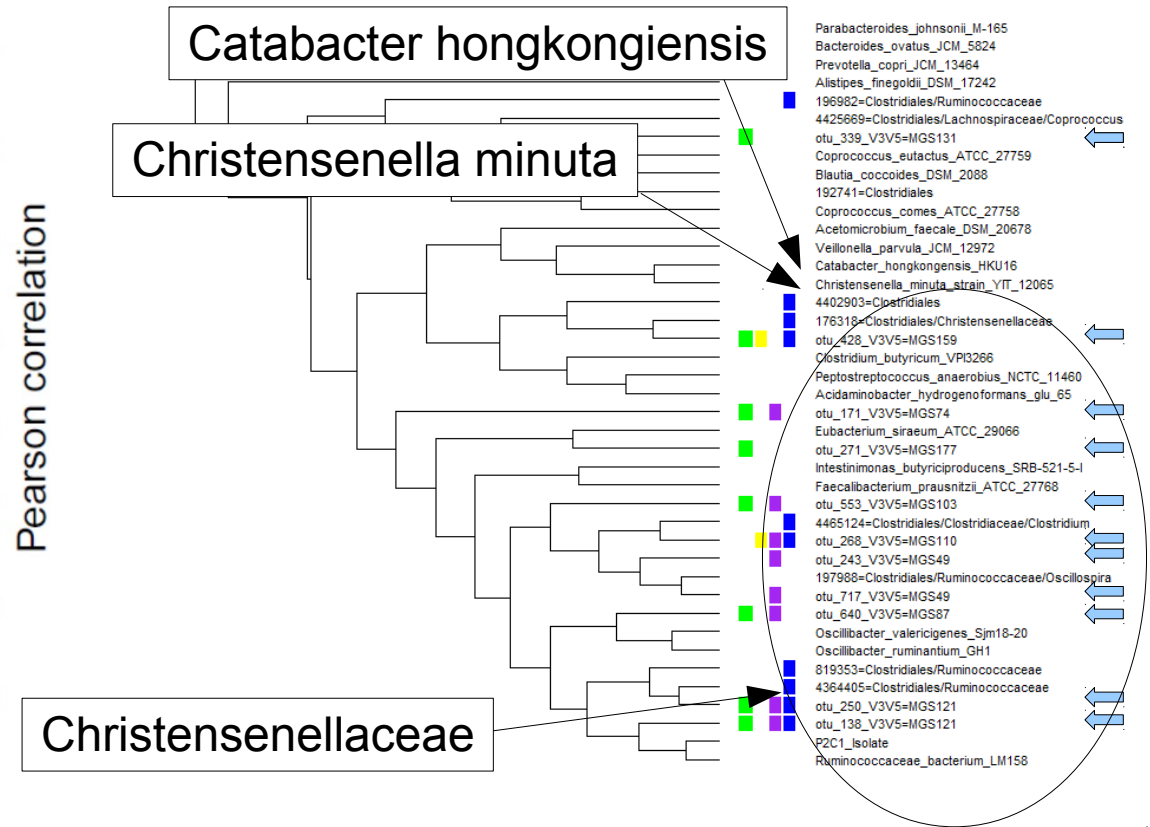 Catabacter hongkongiensis
Christensenella minuta
Pearson correlation
Christensenellaceae
Parabacteroides_johnsonii_M-165
Bacteroides_ovatus_JCM_5824
Prevotella_copri_JCM_13464
Alistipes_finegoldii_DSM_17242
196982=Clostridiales/Ruminococcaceae
4425669=Clostridiales/Lachnospiraceae/Coprococcus
otu_339_V3V5=MGS131
Coprococcus_eutactus_ATCC_27759
Blautia_coccoides_DSM_2088
192741=Clostridiales
Coprococcus_comes_ATCC_27758
Acetomicrobium_faecale_DSM_20678
Veillonella_parvula_JCM_12972
Catabacter_hongkongensis_HKU16
Christensenella_minuta_strain_YIT_12065
4402903=Clostridiales
176318=Clostridiales/Christensenellaceae
otu_428_V3V5=MGS159
Clostridium_butyricum_VPI3266
Peptostreptococcus_anaerobius_NCTC_11460
Acidaminobacter_hydrogenoformans_glu_65
otu_171_V3V5=MGS74
Eubacterium_siraeum_ATCC_29066
otu_271_V3V5=MGS177
Intestinimonas_butyriciproducens_SRB-521-5-I
Faecalibacterium_prausnitzii_ATCC_27768
otu_553_V3V5=MGS103
4465124=Clostridiales/Clostridiaceae/Clostridium
otu_268_V3V5=MGS110
otu_243_V3V5=MGS49
197988=Clostridiales/Ruminococcaceae/Oscillospira
otu_717_V3V5=MGS49
otu_640_V3V5=MGS87
Oscillibacter_valericigenes_Sjm18-20
Oscillibacter_ruminantium_GH1
819353=Clostridiales/Ruminococcaceae
4364405=Clostridiales/Ruminococcaceae
otu_250_V3V5=MGS121
otu_138_V3V5=MGS121
P2C1_Isolate
Ruminococcaceae_bacterium_LM158